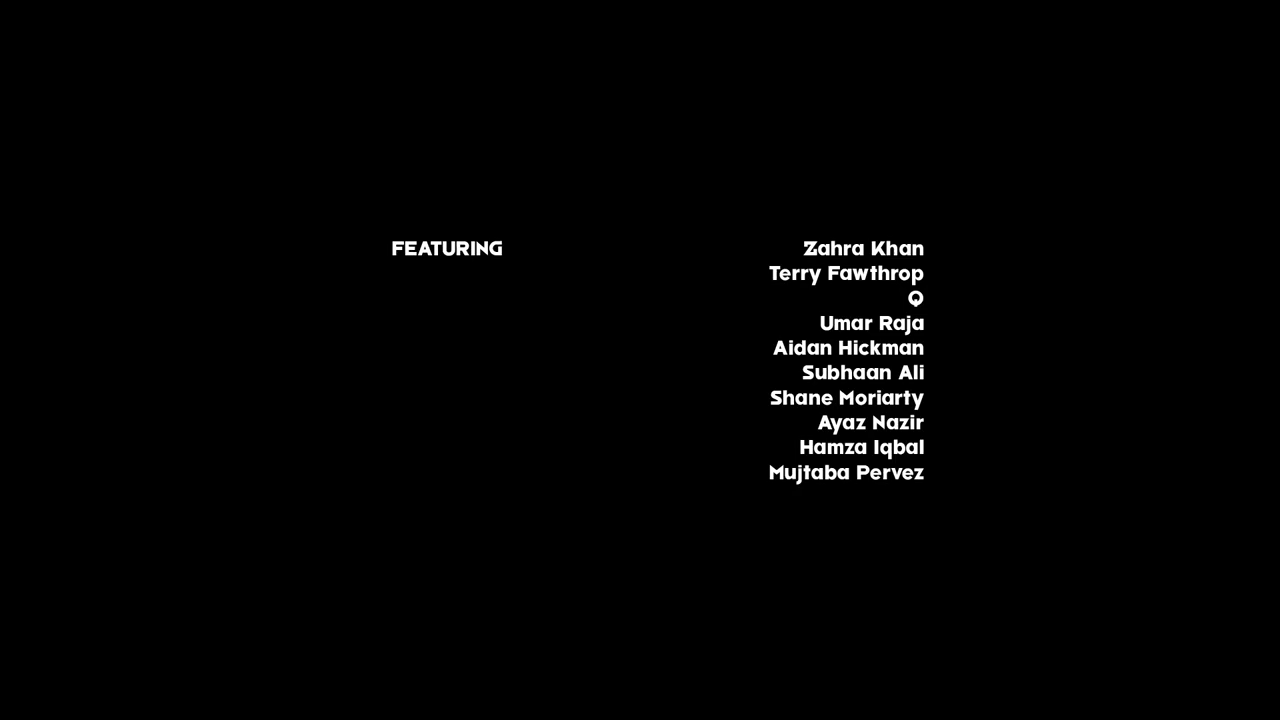 FEATURING Zahra Khan
Terry Fawthrop
Q
Umar Raja
Aidan Hickman
Subhaan Ali
Shane Moriarty
Ayaz Nazir
Hamza Iqbal
Mujtaba Pervez